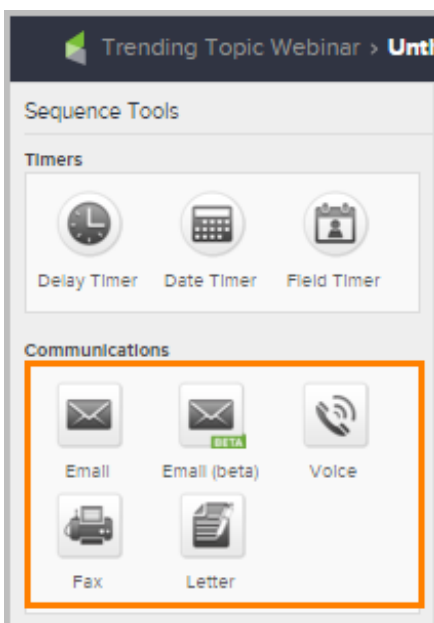 Trending Topic Webinar >
Sequence Tools
Timers
Delay Timer Date Timer Field Timer
Communications
BETA
Email Email (beta) Voice
Fax Letter